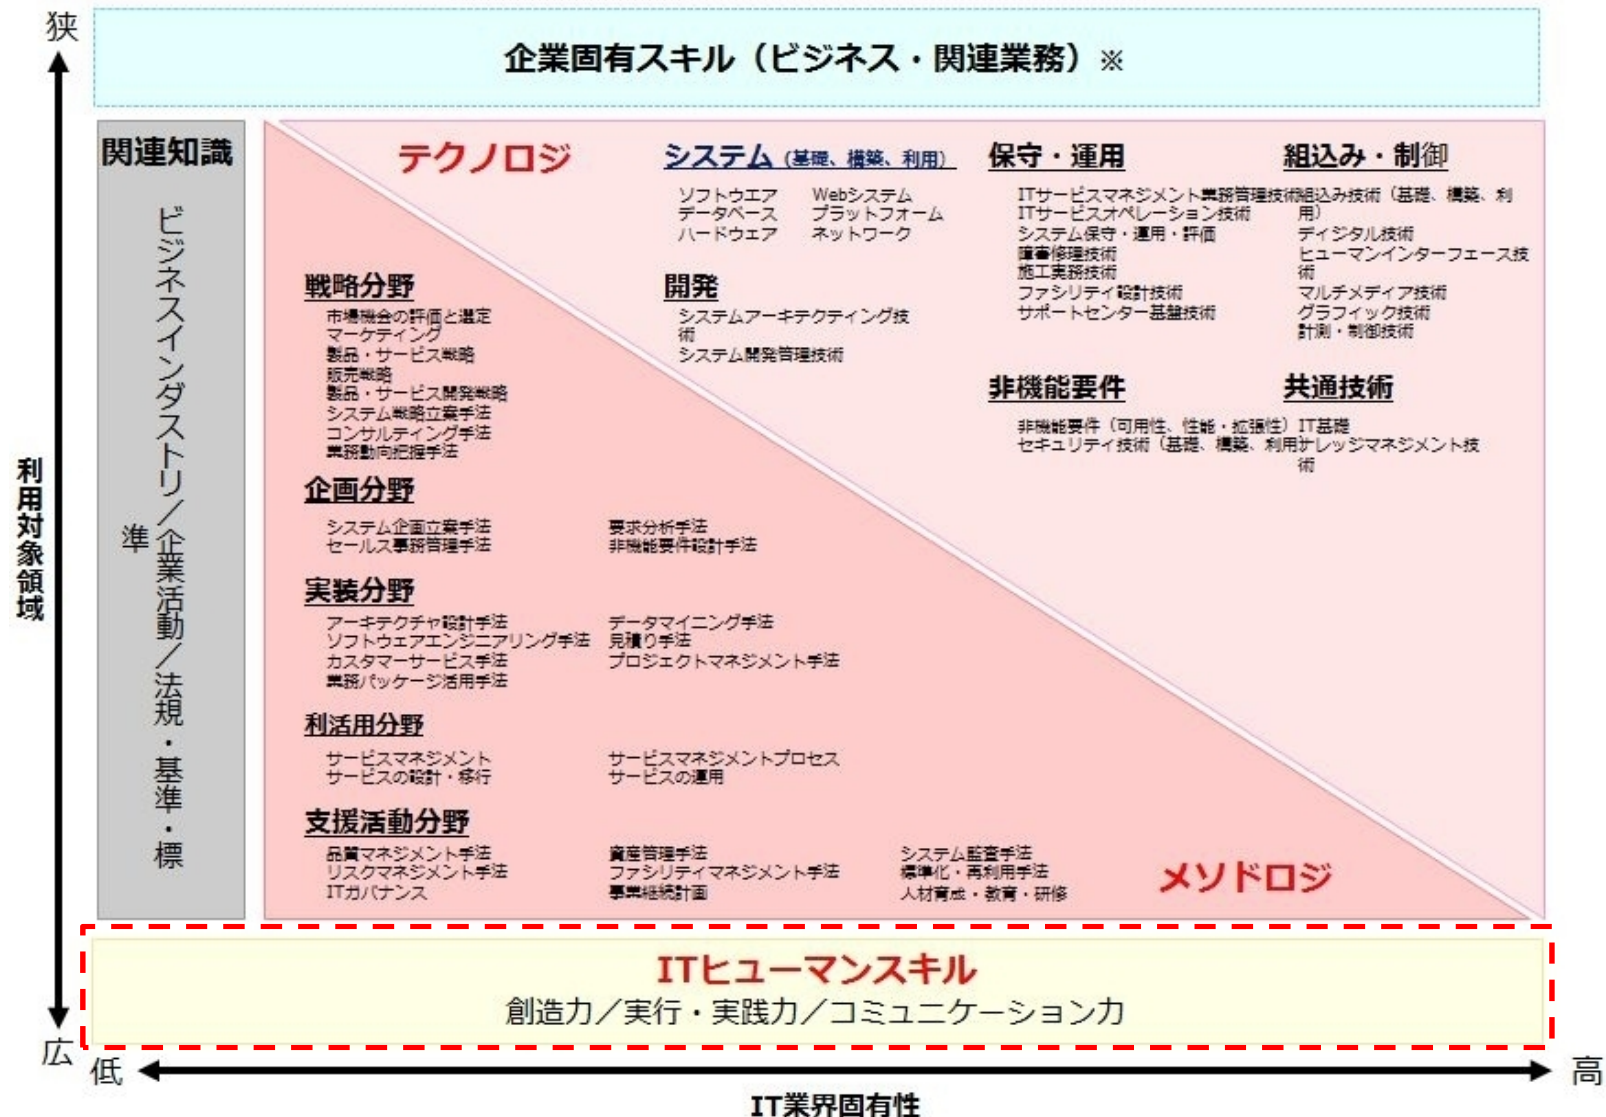 狭
企業固有スキル（ビジネス・関連業務）※
関連知識
ビジネスインダストリ／企業活動／法規・基準・標
準
テクノロジ
システム（基礎、構築、利用）
ソフトウエア Webシステム
データベース プラットフォーム
ハードウェア ネットワーク
開発
システムアーキテクティング技
術
システム開発管理技術
保守・運用
ITサービスマネジメント業務管理技術
ITサービスオペレーション技術
システム保守・運用・評価
障害修理技術
施工実務技術
ファシリティ設計技術
サポートセンター基盤技術
組込み・制御
組込み技術（基礎、構築、利
用）
ディジタル技術
ヒューマンインターフェース技
術
マルチメディア技術
グラフィック技術
計測・制御技術
非機能要件
非機能要件（可用性、性能・拡張性）
セキュリティ技術（基礎、構築、利用）
共通技術
IT基礎
ナレッジマネジメント技
術
戦略分野
市場機会の評価と選定
マーケティング
製品・サービス戦略
販売戦略
製品・サービス開発戦略
システム戦略立案手法
コンサルティング手法
業務動向把握手法
企画分野
システム企画立案手法 要求分析手法
セールス事務管理手法 非機能要件設計手法
実装分野
アーキテクチャ設計手法 データマイニング手法
ソフトウェアエンジニアリング手法 見積り手法
カスタマーサービス手法 プロジェクトマネジメント手法
業務パッケージ活用手法
利活用分野
サービスマネジメント サービスマネジメントプロセス
サービスの設計・移行 サービスの運用
支援活動分野
品質マネジメント手法 資産管理手法 システム監査手法
リスクマネジメント手法 ファシリティマネジメント手法 標準化・再利用手法
ITガバナンス 事業継続計画 人材育成・教育・研修
メソドロジ
利用対象領域
ITヒューマンスキル
創造力／実行・実践力／コミュニケーション力
広
低
高
IT業界固有性